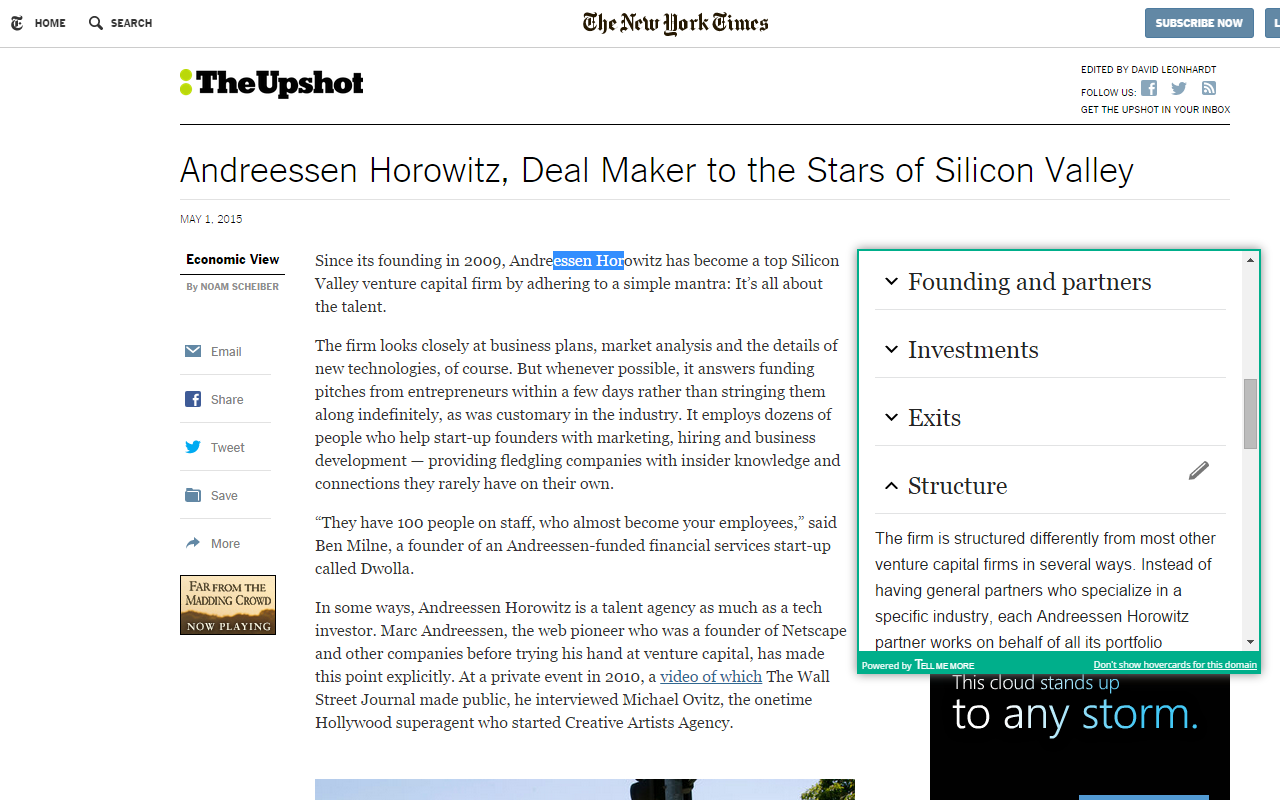 HOME
SEARCH
The New York Times
SUBSCRIBE NOW
L
The Upshot
EDITED BY DAVID LEONHARDT
FOLLOW US:
GET THE UPSHOT IN YOUR INBOX
Andreessen Horowitz, Deal Maker to the Stars of Silicon Valley
MAY 1, 2015
Economic View
By NOAM SCHEIBER
Email
Share
Tweet
Save
More
FAR FROM THE
MADDING CROWD
NOW PLAYING
Since its founding in 2009, Andreessen Horowitz has become a top Silicon
Valley venture capital firm by adhering to a simple mantra: It’s all about
the talent.
The firm looks closely at business plans, market analysis and the details of
new technologies, of course. But whenever possible, it answers funding
pitches from entrepreneurs within a few days rather than stringing them
along indefinitely, as was customary in the industry. It employs dozens of
people who help start-up founders with marketing, hiring and business
development — providing fledgling companies with insider knowledge and
connections they rarely have on their own.
“They have 100 people on staff, who almost become your employees,” said
Ben Milne, a founder of an Andreessen-funded financial services start-up
called Dwolla.
In some ways, Andreessen Horowitz is a talent agency as much as a tech
investor. Marc Andreessen, the web pioneer who was a founder of Netscape
and other companies before trying his hand at venture capital, has made
this point explicitly. At a private event in 2010, a video of which The Wall
Street Journal made public, he interviewed Michael Ovitz, the onetime
Hollywood superagent who started Creative Artists Agency.
Founding and partners
Investments
Exits
Structure
The firm is structured differently from most other
venture capital firms in several ways. Instead of
having general partners who specialize in a
specific industry, each Andreessen Horowitz
partner works on behalf of all its portfolio
Powered by TELL ME MORE
Don't show hovercards for this domain
This cloud stands up
to any storm.